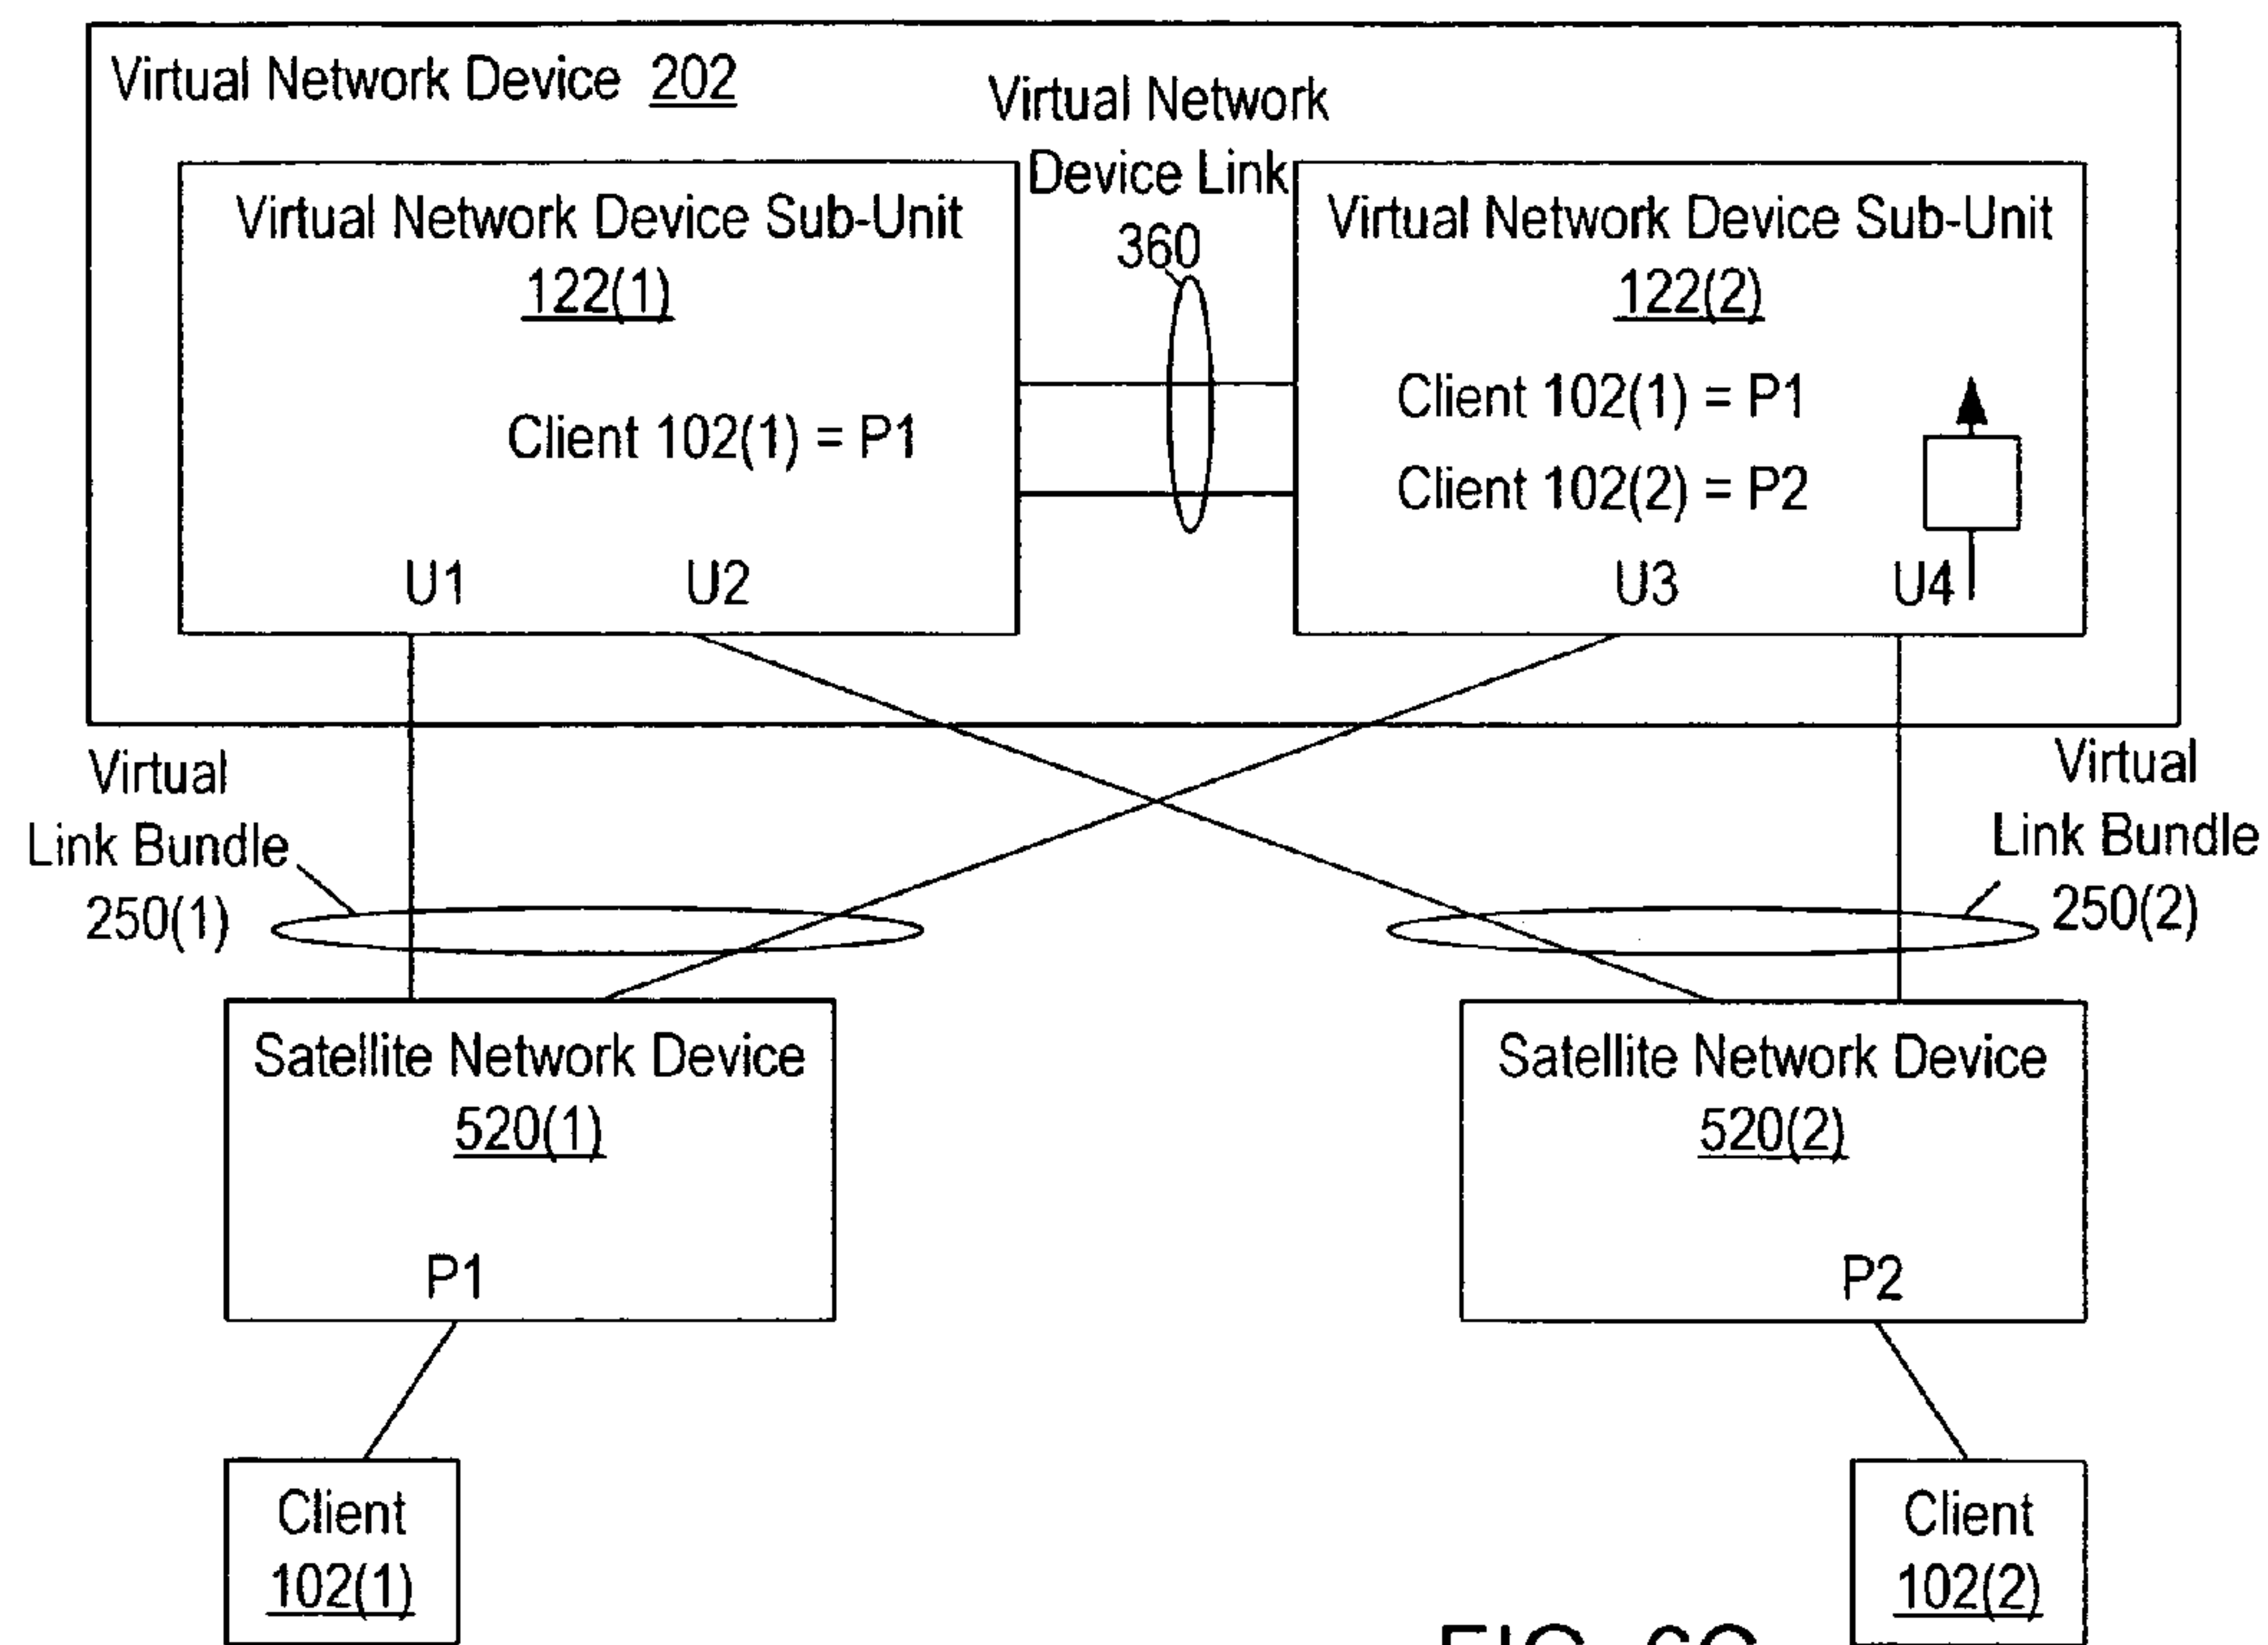 Virtual Network Device 202
Virtual Network
Device Link
360
Virtual Network Device Sub-Unit
122(1)
Client 102(1) = P1
U1
U2
Virtual Network Device Sub-Unit
122(2)
Client 102(1) = P1
Client 102(2) = P2
U3
U4
Virtual
Link Bundle
250(1)
Virtual
Link Bundle
250(2)
Satellite Network Device
520(1)
P1
Satellite Network Device
520(2)
P2
Client
102(1)
Client
102(2)